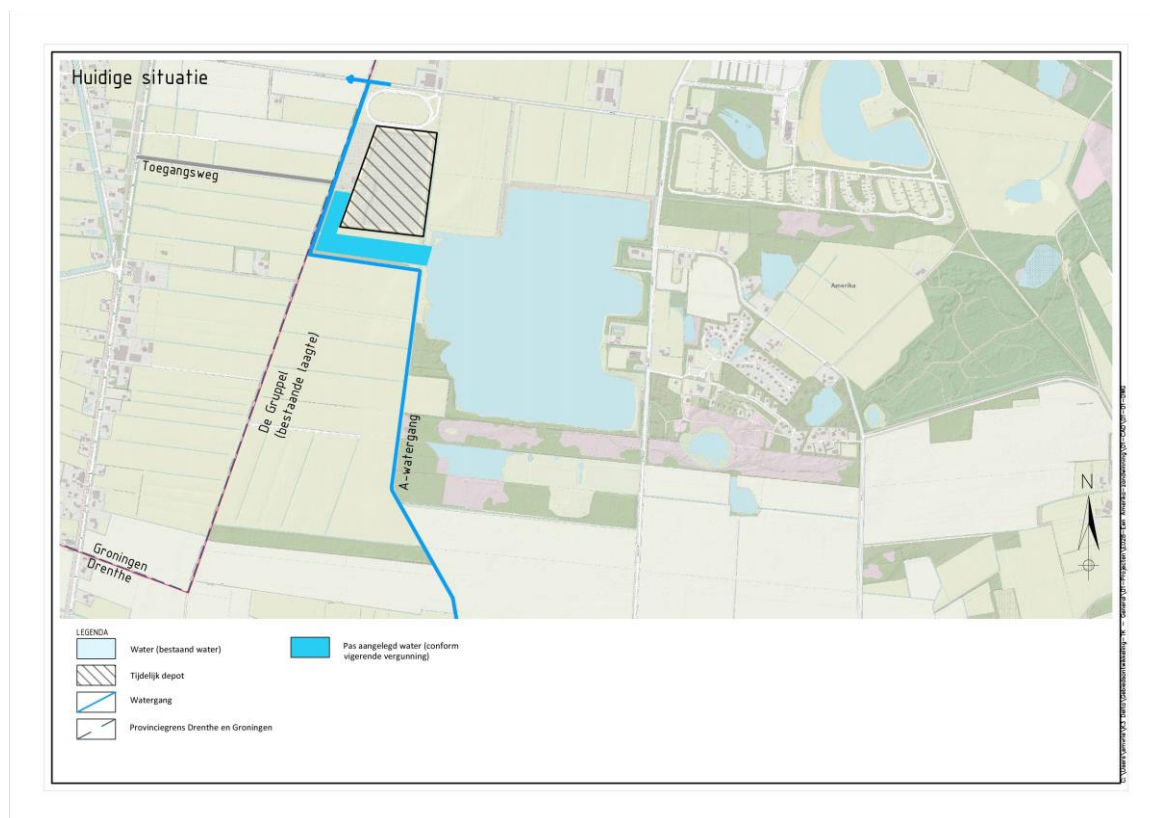 Huidige situatie
Toegangsweg
Amerika
De Gruppel
(bestaande laagte)
A-watergang
N
Groningen
Drenthe
LEGENDA
Water (bestaand water)
Tijdelijk depot
Watergang
Provinciegrens Drenthe en Groningen
Pas aangelegd water (conform
vigerende vergunning)